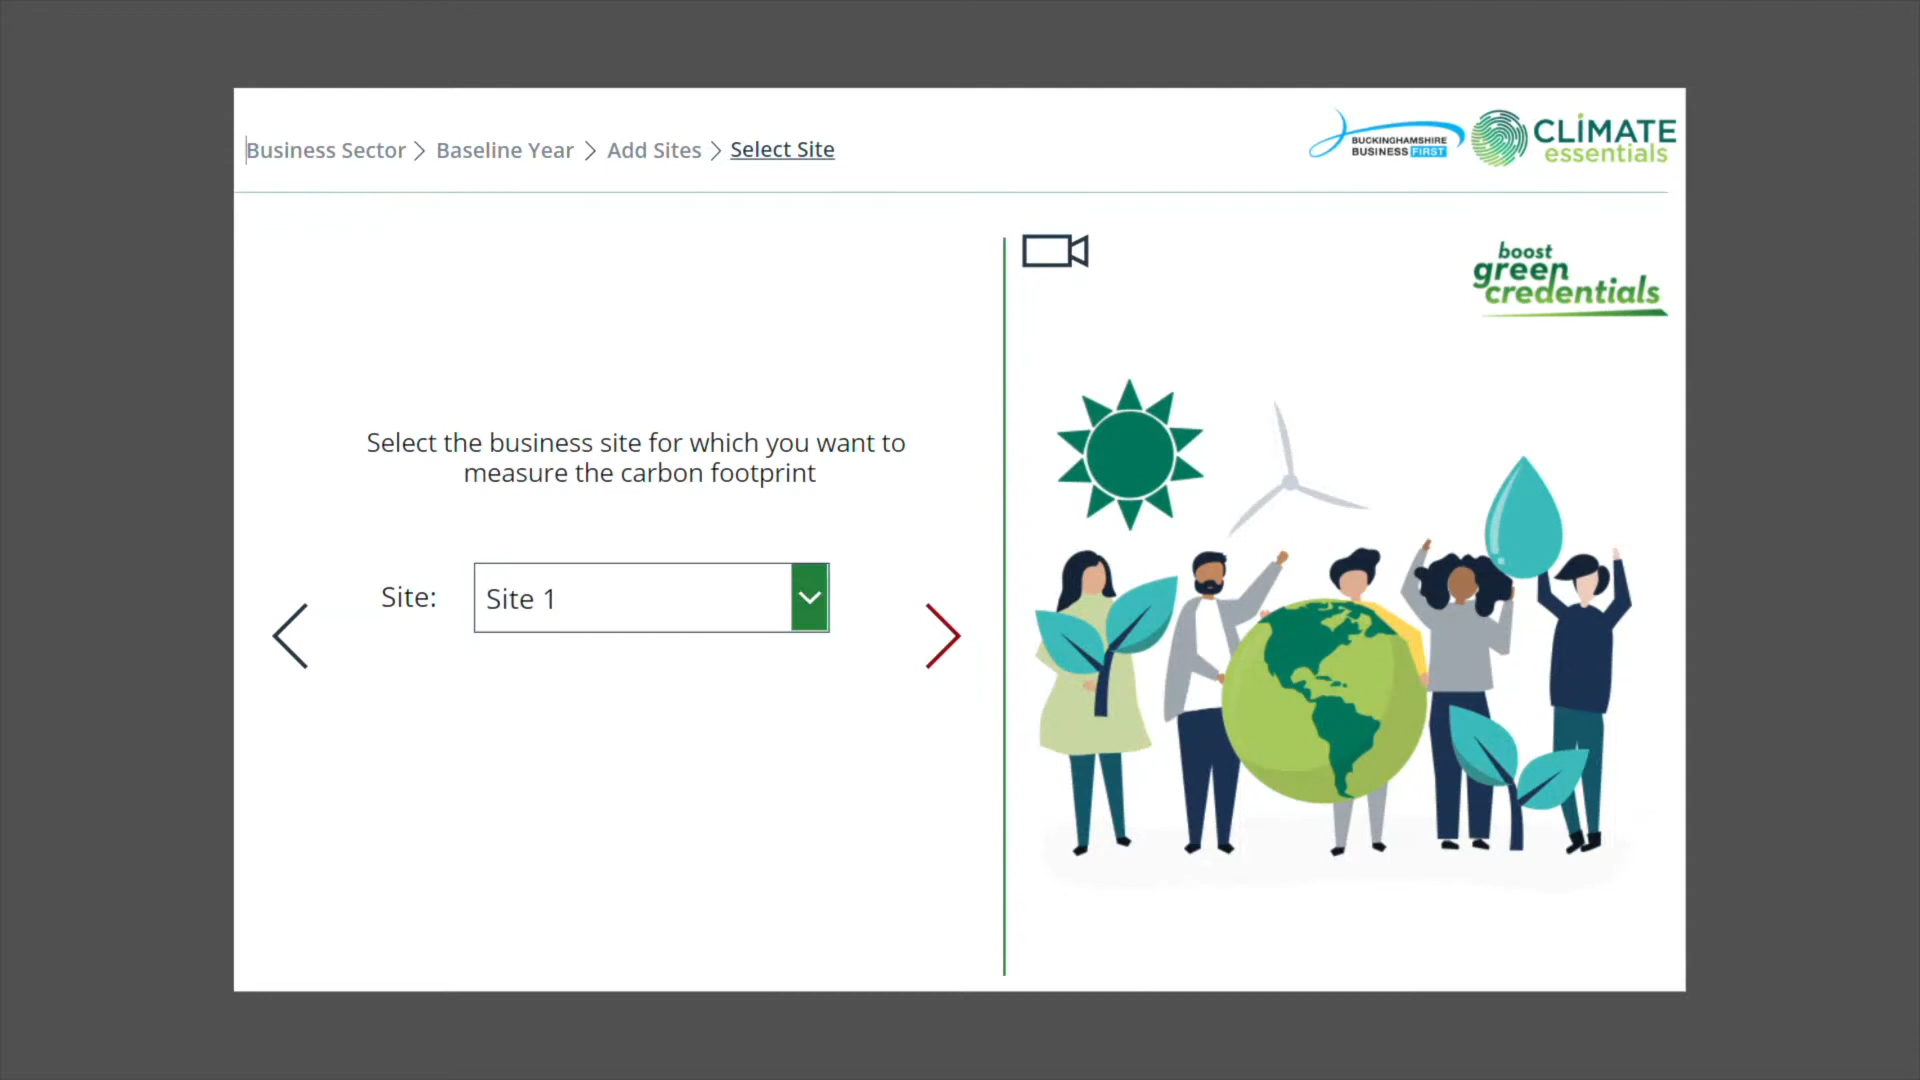 Business Sector > Baseline Year > Add Sites > Select Site
BUCKINGHAMSHIRE
BUSINESS FIRST
CLIMATE
essentials
boost
green
credentials
Select the business site for which you want to
measure the carbon footprint
Site: Site 1